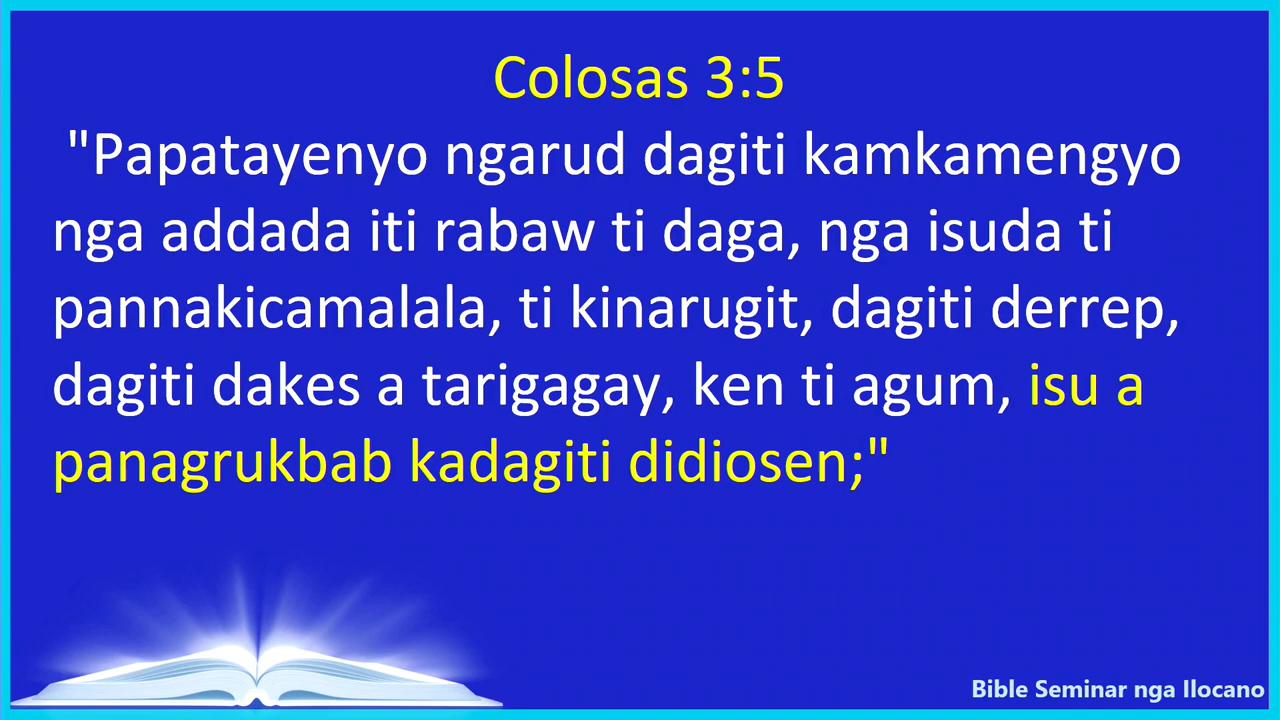 Colosas 3:5
"Papatayenyo ngarud dagiti kamkamengyo
nga addada iti rabaw ti daga, nga isuda ti
pannakicamalala, ti kinarugit, dagiti derrep,
dagiti dakes a tarigagay, ken ti agum, isu a
panagrukbab kadagiti didiosen;"
Bible Seminar nga Ilocano